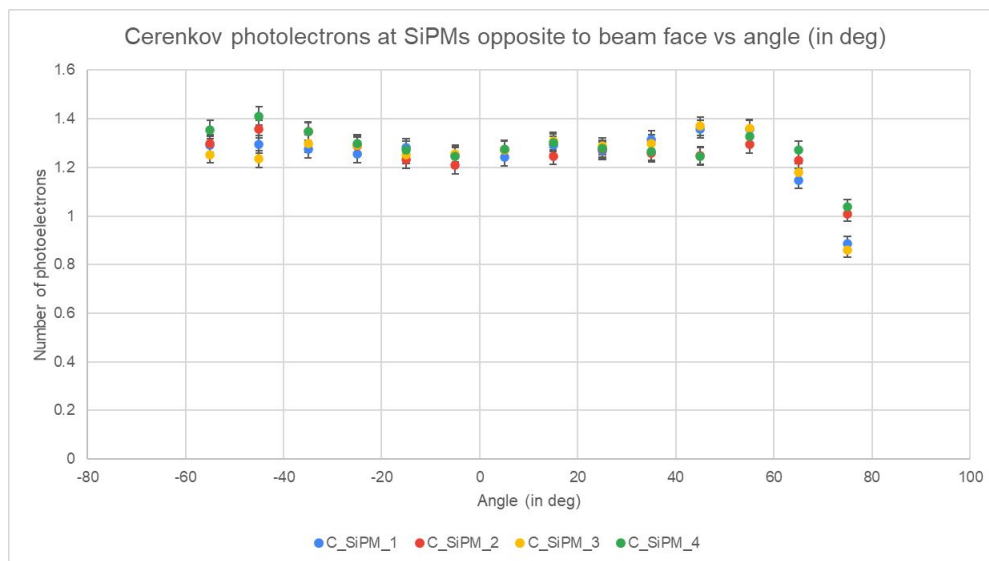 Cerenkov photolectrons at SiPMs opposite to beam face vs angle (in deg)
1.6
1.4
1.2
1
0.8
0.6
0.4
0.2
0
Number of photoelectrons
-80 -60 -40 -20 0 20 40 60 80 100
Angle (in deg)
C_SiPM_1 C_SiPM_2 C_SiPM_3 C_SiPM_4